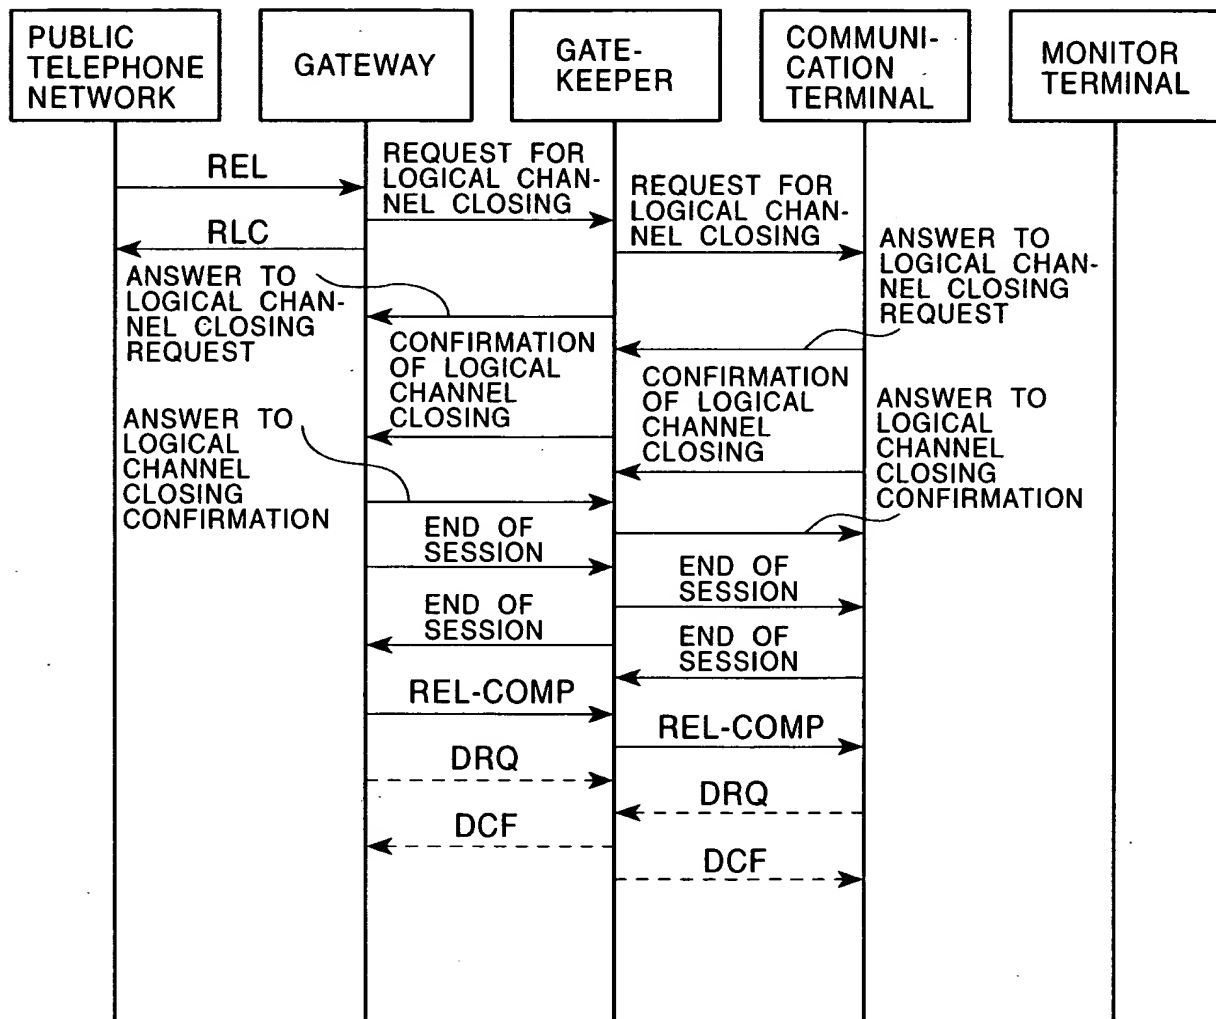 PUBLIC
TELEPHONE
NETWORK
GATEWAY
GATE-
KEEPER
COMMUNI-
CATION
TERMINAL
MONITOR
TERMINAL
REL
REQUEST FOR
LOGICAL CHAN-
NEL CLOSING
REQUEST FOR
LOGICAL CHAN-
NEL CLOSING
RLC
ANSWER TO
LOGICAL CHAN-
NEL CLOSING
REQUEST
ANSWER TO
LOGICAL CHAN-
NEL CLOSING
REQUEST
CONFIRMATION
OF LOGICAL
CHANNEL
CLOSING
CONFIRMATION
OF LOGICAL
CHANNEL
CLOSING
ANSWER TO
LOGICAL
CHANNEL
CLOSING
CONFIRMATION
ANSWER TO
LOGICAL
CHANNEL
CLOSING
CONFIRMATION
END OF
SESSION
END OF
SESSION
END OF
SESSION
END OF
SESSION
REL-COMP
REL-COMP
DRQ
DRQ
DCF
DCF